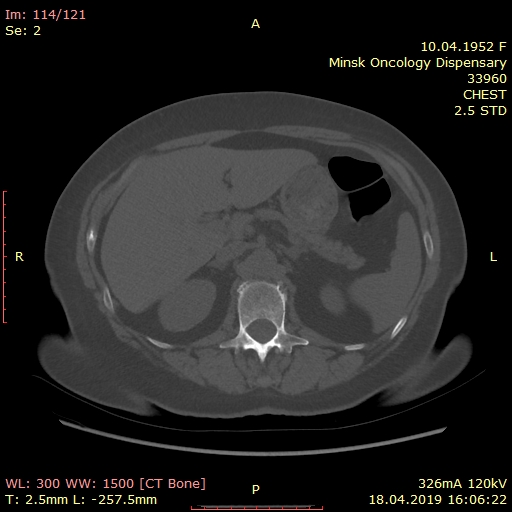 Im: 114/121
Se: 2
A
10.04.1952 F
Minsk Oncology Dispensary
33960
CHEST
2.5 STD
R
L
WL: 300 WW: 1500 [CT Bone]
T: 2.5mm L: -257.5mm
P
326mA 120kV
18.04.2019 16:06:22